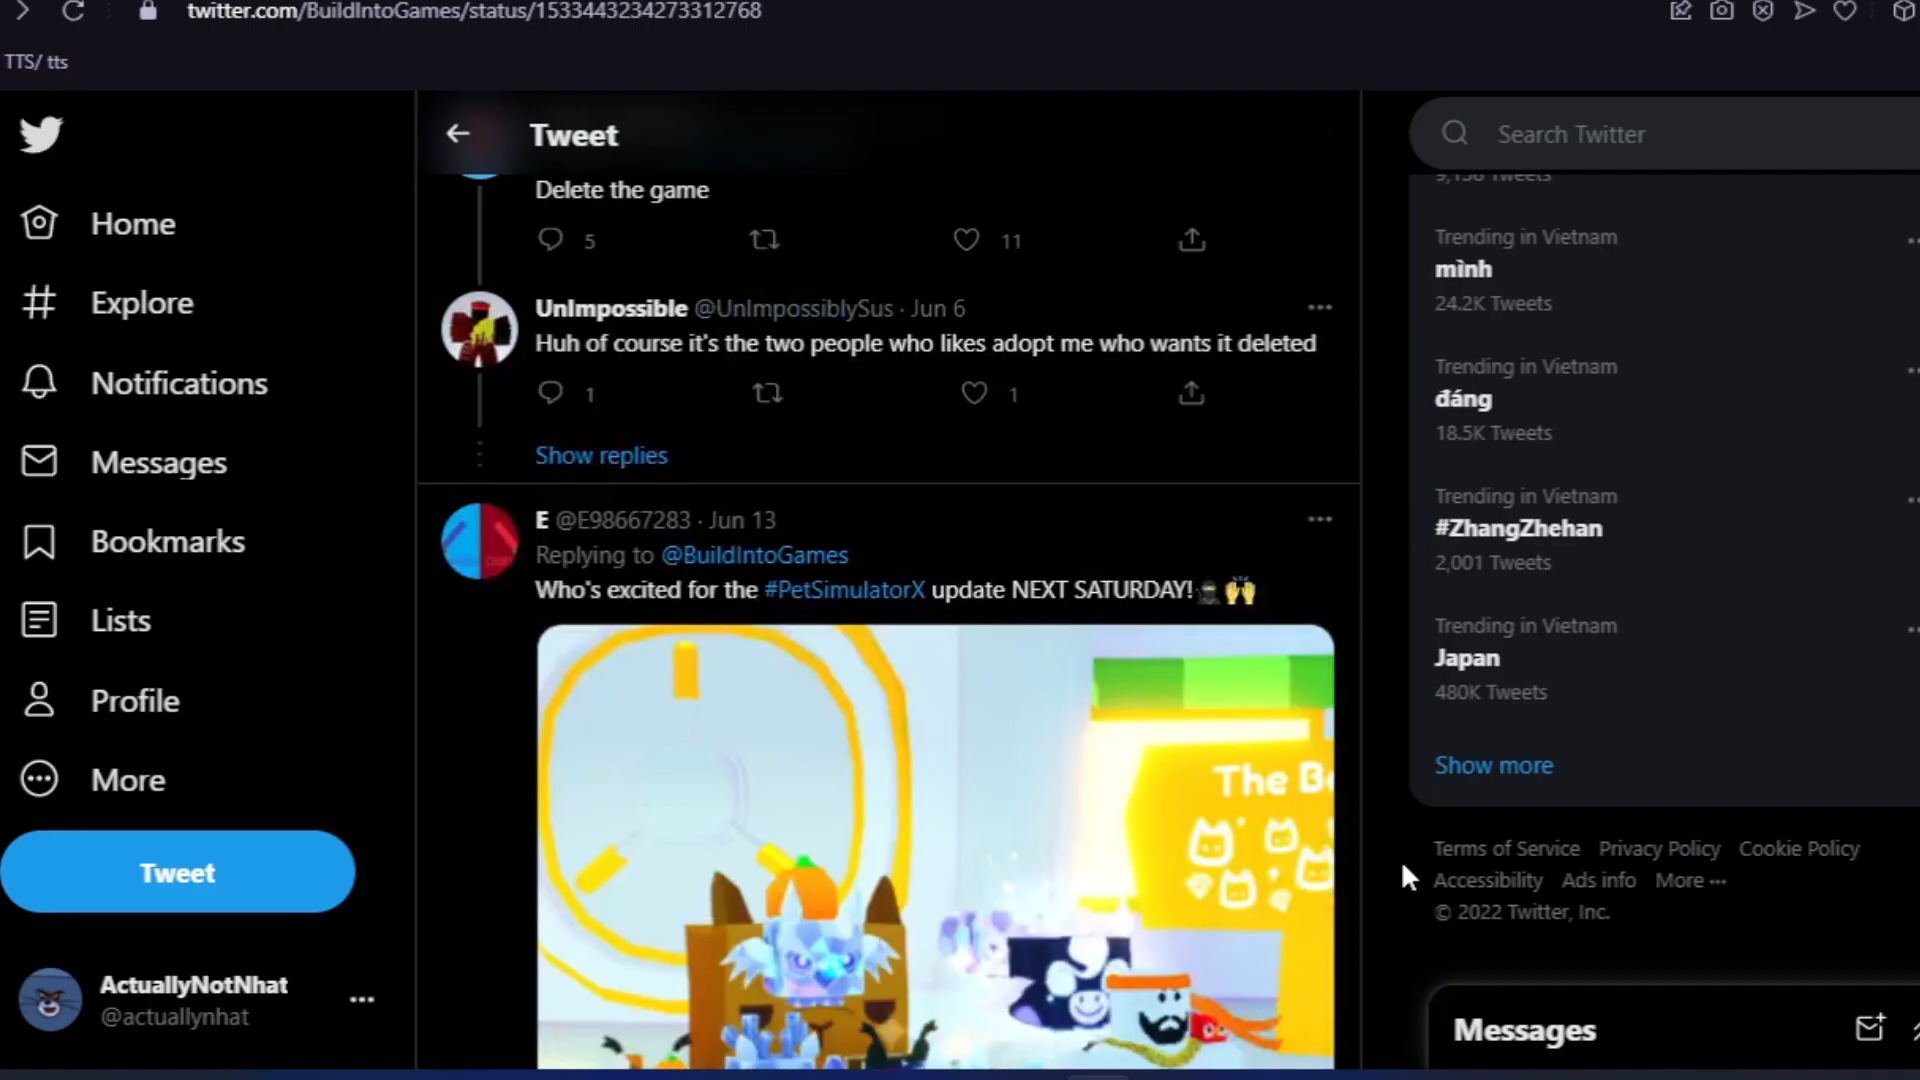 twitter.com/BuildIntoGames/status/1533443234273312768
TTS/ tts
Home
Explore
Notifications
Messages
Bookmarks
Lists
Profile
More
Tweet
ActuallyNotNhat
@actuallynhat
Tweet
Delete the game
5
11
UnImpossible @UnImpossiblySus · Jun 6
Huh of course it's the two people who likes adopt me who wants it deleted
1
1
Show replies
E @E98667283 · Jun 13
Replying to @BuildIntoGames
Who's excited for the #PetSimulatorX update NEXT SATURDAY!
The
Search Twitter
Tweets
Trending in Vietnam
mình
24.2K Tweets
Trending in Vietnam
đáng
18.5K Tweets
Trending in Vietnam
#ZhangZhehan
2,001 Tweets
Trending in Vietnam
Japan
480K Tweets
Show more
Terms of Service Privacy Policy Cookie Policy
Accessibility Ads info More ···
© 2022 Twitter, Inc.
Messages